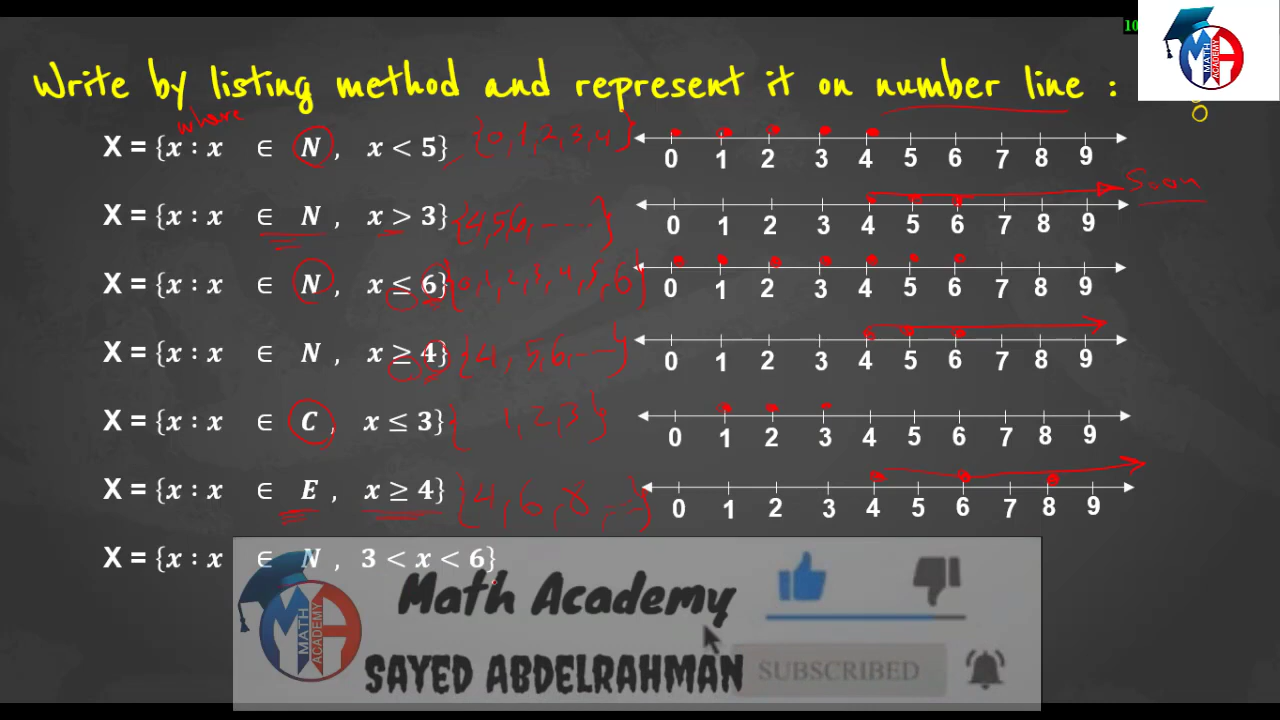 10
MATH ACADEMY
Write by listing method and represent it on number line :
where
X = {x : x ∈ N , x < 5} {0,1,2,3,4} 0 1 2 3 4 5 6 7 8 9
Soon
X = {x : x ∈ N , x > 3} {4,5,6,......} 0 1 2 3 4 5 6 7 8 9
X = {x : x ∈ N , x ≤ 6} {0,1,2,3,4,5,6} 0 1 2 3 4 5 6 7 8 9
X = {x : x ∈ N , x ≥ 4} {4,5,6,....} 0 1 2 3 4 5 6 7 8 9
X = {x : x ∈ C , x ≤ 3} {1,2,3} 0 1 2 3 4 5 6 7 8 9
X = {x : x ∈ E , x ≥ 4} {4,6,8,...} 0 1 2 3 4 5 6 7 8 9
X = {x : x ∈ N , 3 < x < 6}
MATH ACADEMY
Math Academy
SAYED ABDELRAHMAN
SUBSCRIBED